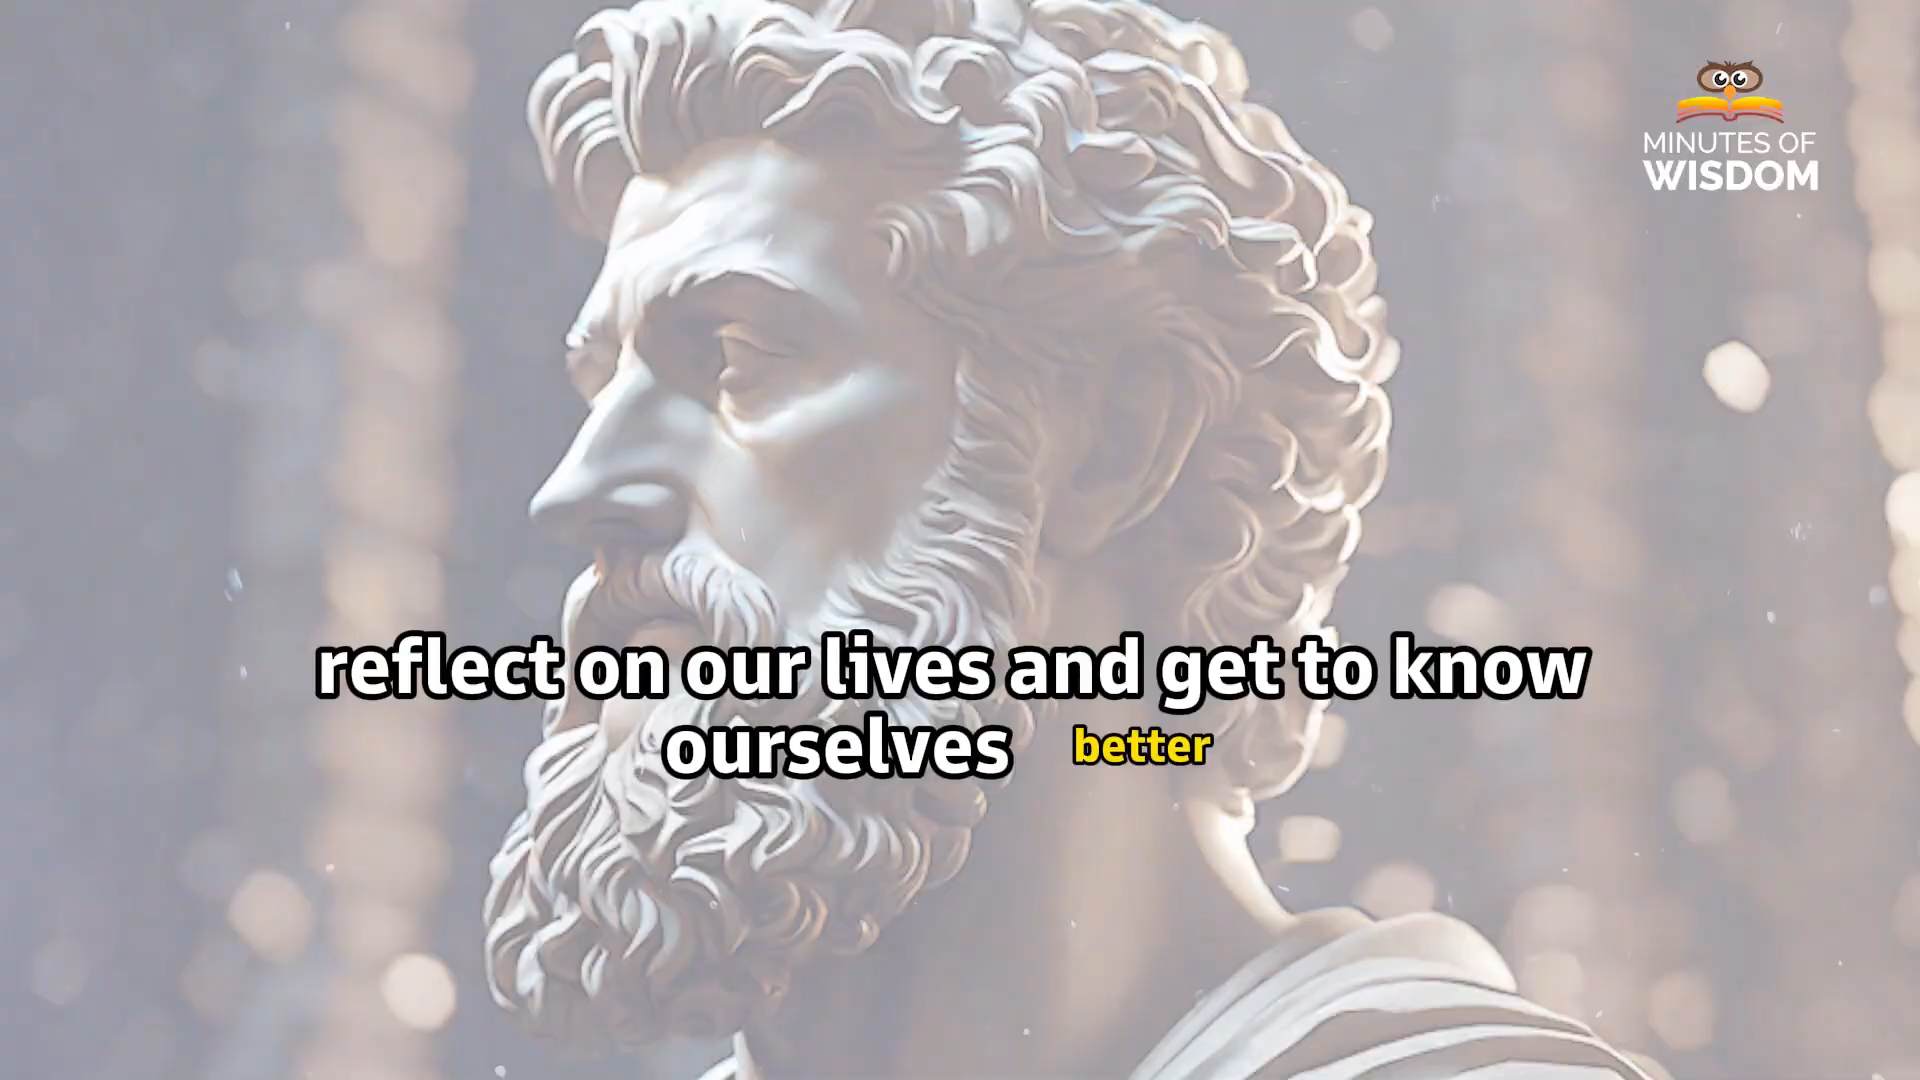 MINUTES OF
WISDOM
reflect on our lives and get to know
ourselves better